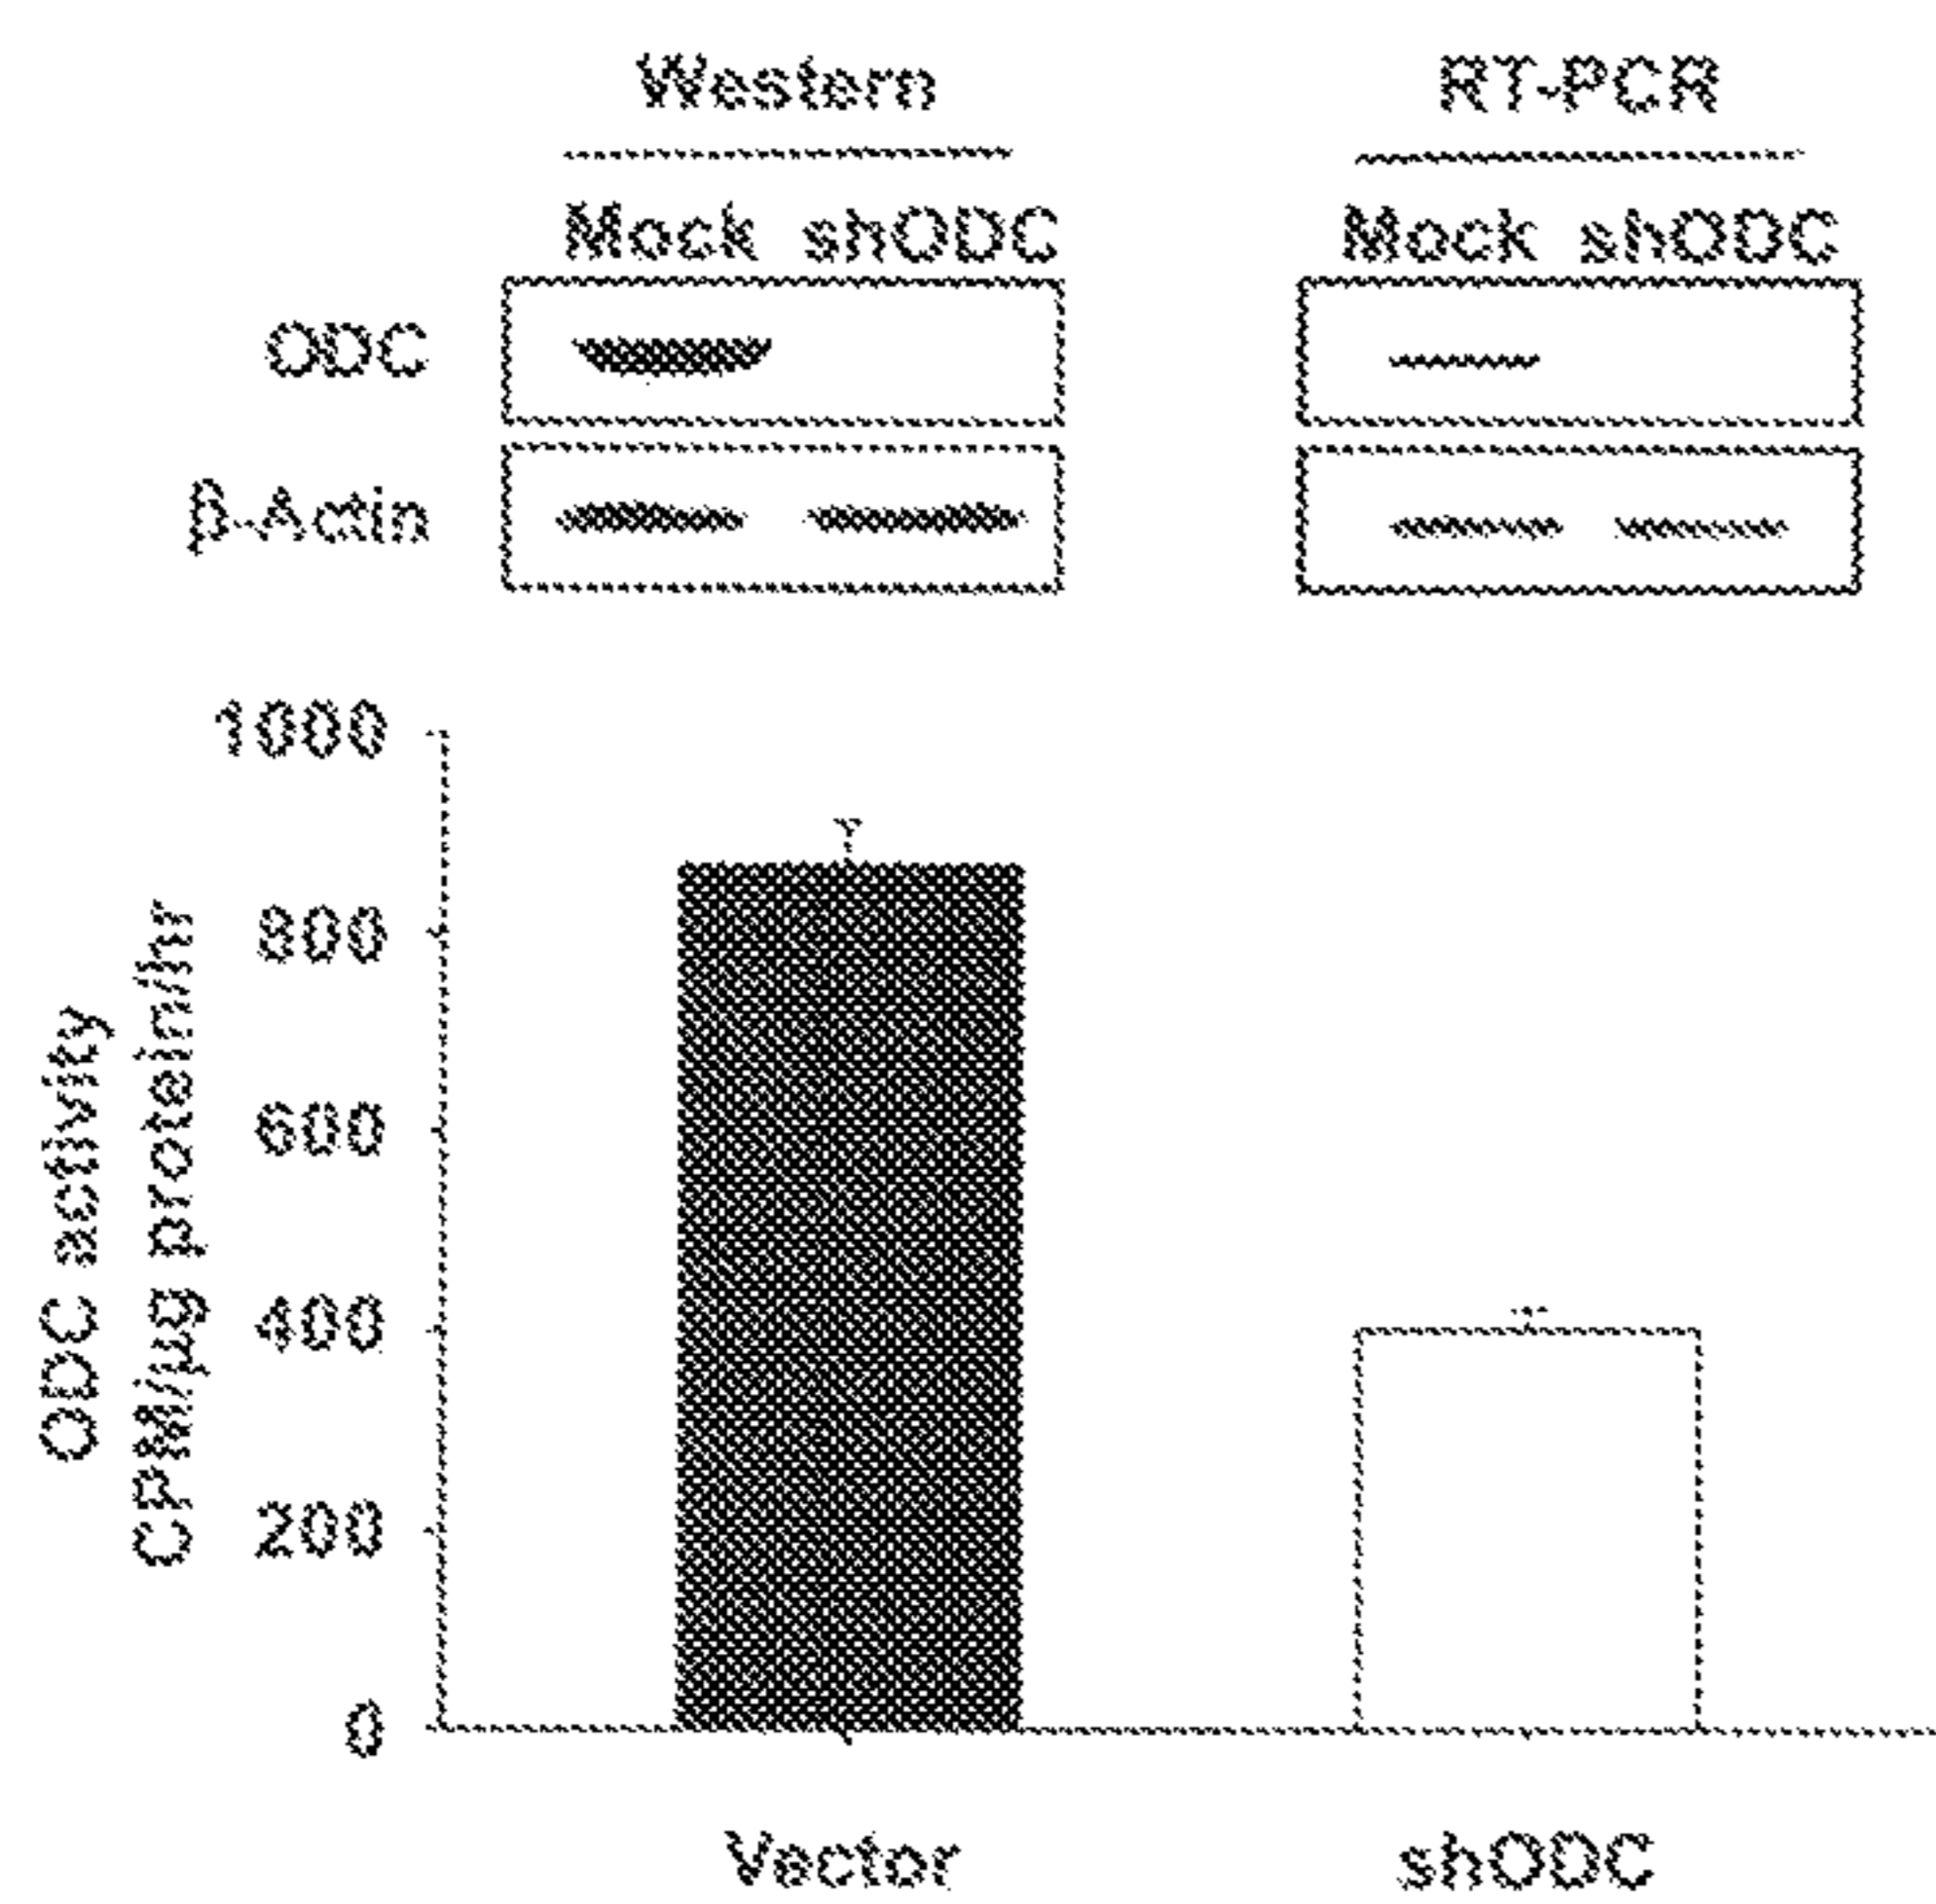 Western
RT-PCR
Mock shODC
Mock shODC
ODC
β-Actin
1000
800
600
400
200
0
ODC activity
CPM/µg protein/hr
Vector
shODC